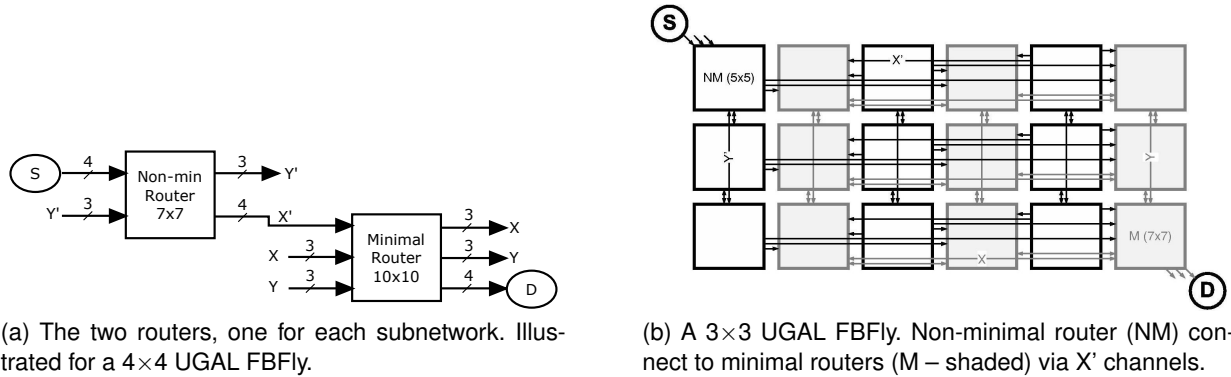 S
4
Non-min
Router
7x7
3
Y'
Y'
3
4
X'
X
3
Y
3
Minimal
Router
10x10
3
X
3
Y
4
D
(a) The two routers, one for each subnetwork. Illus-
trated for a 4×4 UGAL FBFly.
S
NM (5x5)
X'
Y'
Y
M (7x7)
X
D
(b) A 3×3 UGAL FBFly. Non-minimal router (NM) con-
nect to minimal routers (M – shaded) via X' channels.